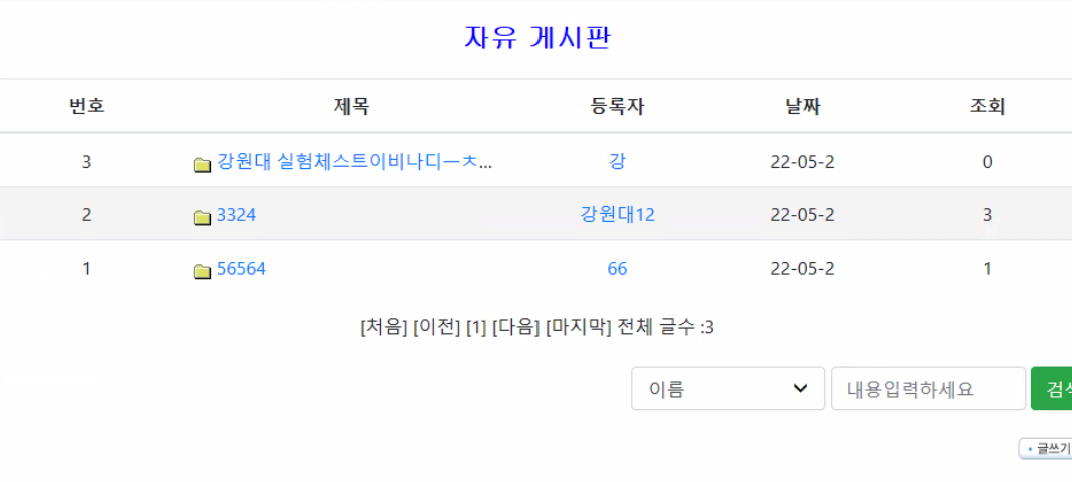 자유 게시판
번호 제목 등록자 날짜 조회
3 강원대 실험체스트이비나디ㅡㅊ... 강 22-05-2 0
2 3324 강원대12 22-05-2 3
1 56564 66 22-05-2 1
[처음] [이전] [1] [다음] [마지막] 전체 글수 :3
이름 내용입력하세요 검색
글쓰기